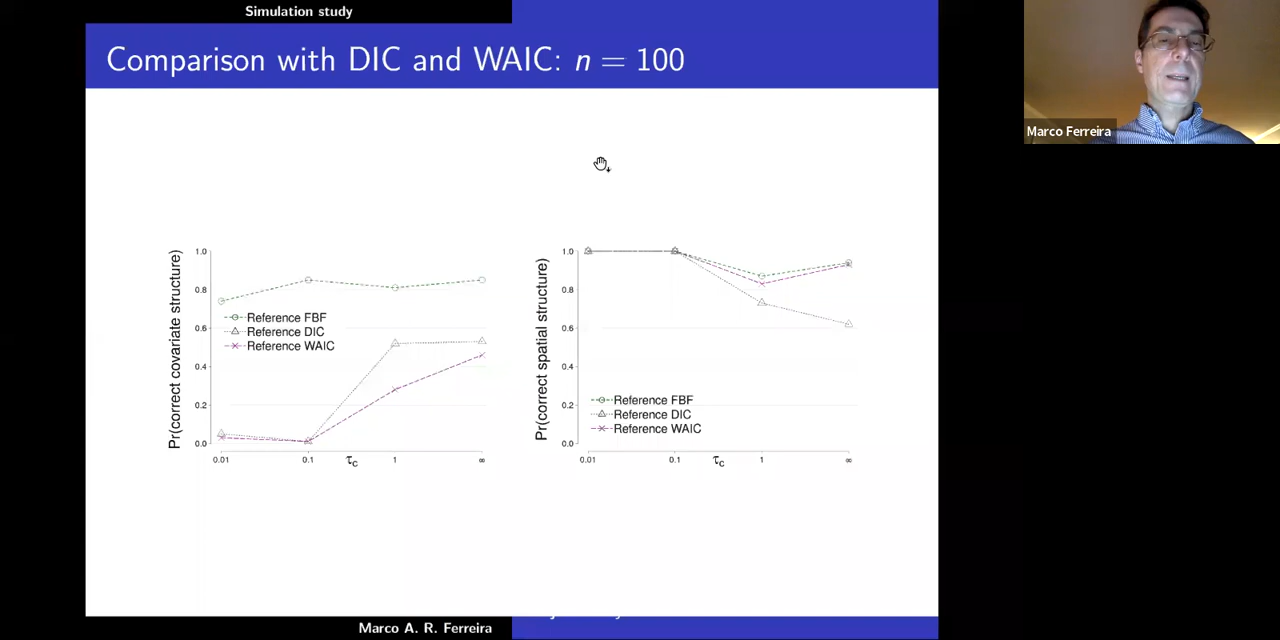 Simulation study
Comparison with DIC and WAIC: n = 100
Marco Ferreira
Pr(correct covariate structure)
1.0
0.8
0.6
0.4
0.2
0.0
Reference FBF
Reference DIC
Reference WAIC
0.01
0.1
τc
1
∞
Pr(correct spatial structure)
1.0
0.8
0.6
0.4
0.2
0.0
Reference FBF
Reference DIC
Reference WAIC
0.01
0.1
τc
1
∞
Marco A. R. Ferreira